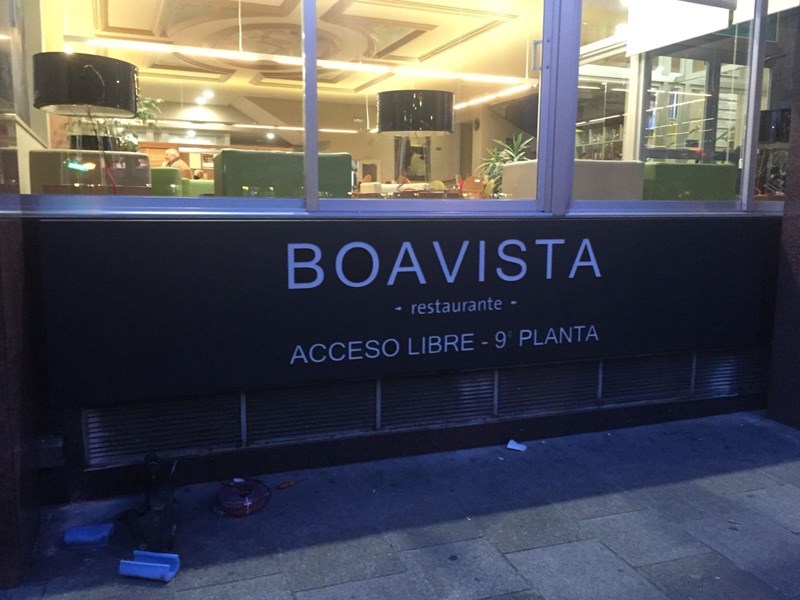 BOAVISTA
- restaurante -
ACCESO LIBRE - 9ª PLANTA